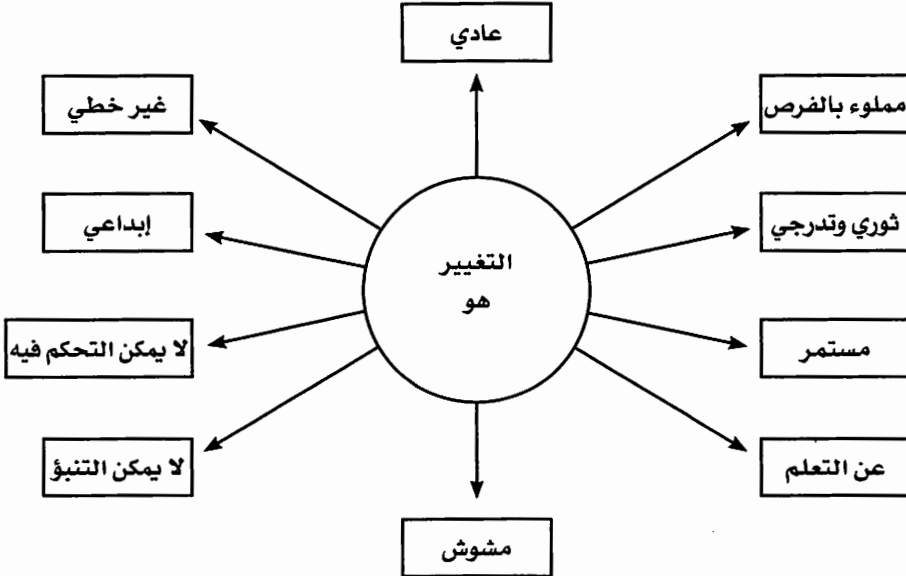 عادي
مملوء بالفرص
غير خطي
ثوري وتدرجي
إبداعي
التغيير
هو
مستمر
لا يمكن التحكم فيه
عن التعلم
لا يمكن التنبؤ
مشوش